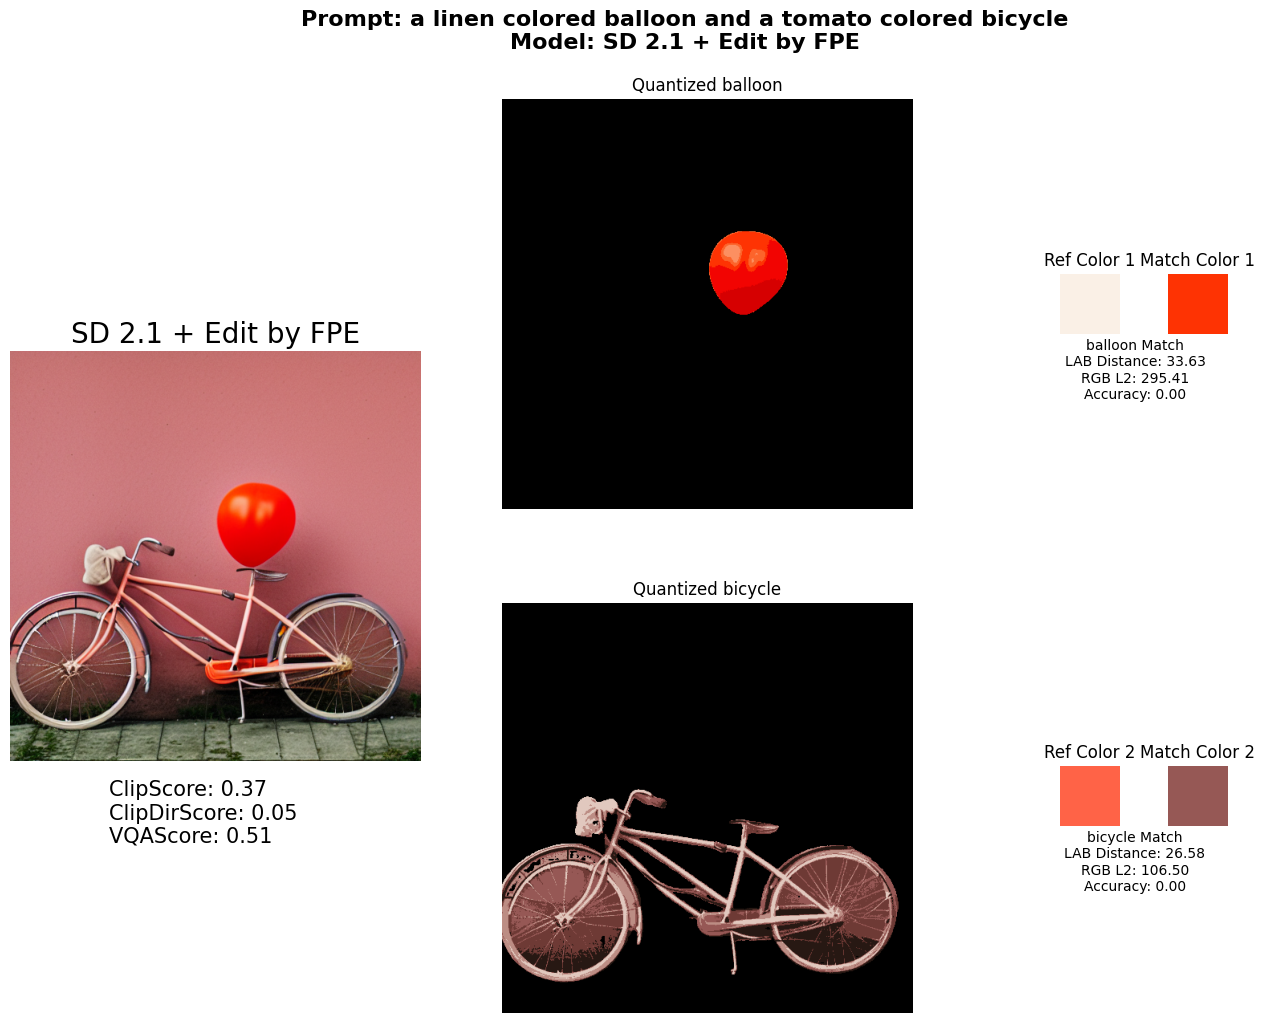 Prompt: a linen colored balloon and a tomato colored bicycle
Model: SD 2.1 + Edit by FPE
Quantized balloon
Ref Color 1 Match Color 1
balloon Match
LAB Distance: 33.63
RGB L2: 295.41
Accuracy: 0.00
SD 2.1 + Edit by FPE
ClipScore: 0.37
ClipDirScore: 0.05
VQAScore: 0.51
Quantized bicycle
Ref Color 2 Match Color 2
bicycle Match
LAB Distance: 26.58
RGB L2: 106.50
Accuracy: 0.00